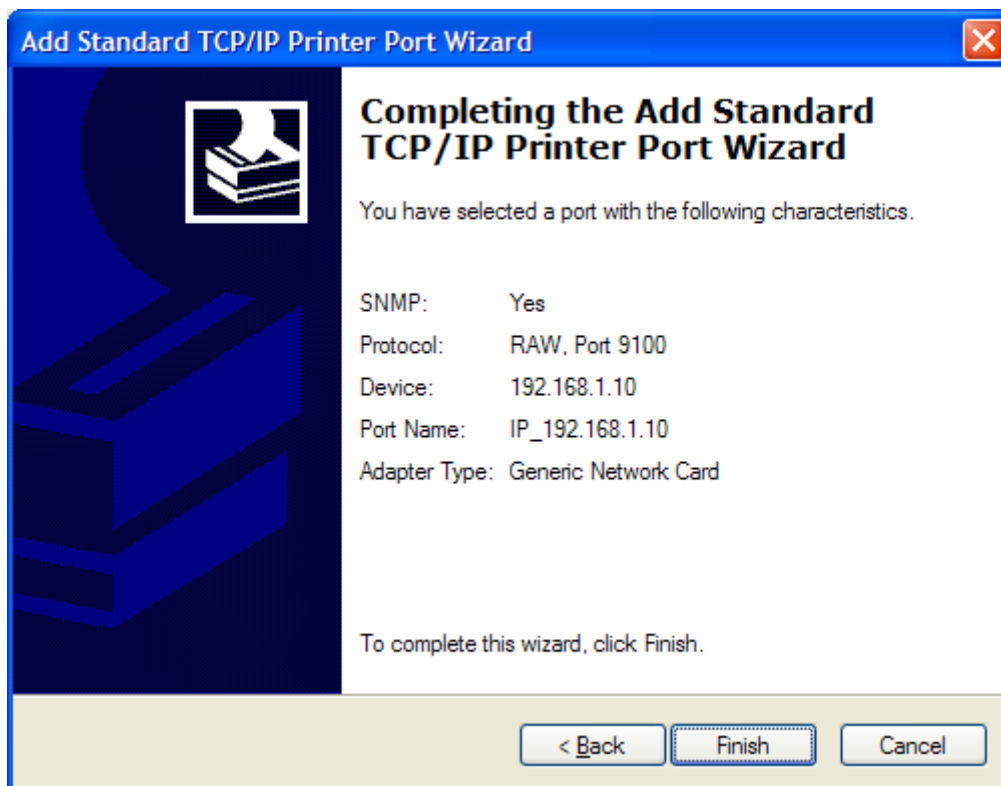 Add Standard TCP/IP Printer Port Wizard
Completing the Add Standard
TCP/IP Printer Port Wizard
You have selected a port with the following characteristics.
SNMP: Yes
Protocol: RAW, Port 9100
Device: 192.168.1.10
Port Name: IP_192.168.1.10
Adapter Type: Generic Network Card
To complete this wizard, click Finish.
< Back Finish Cancel